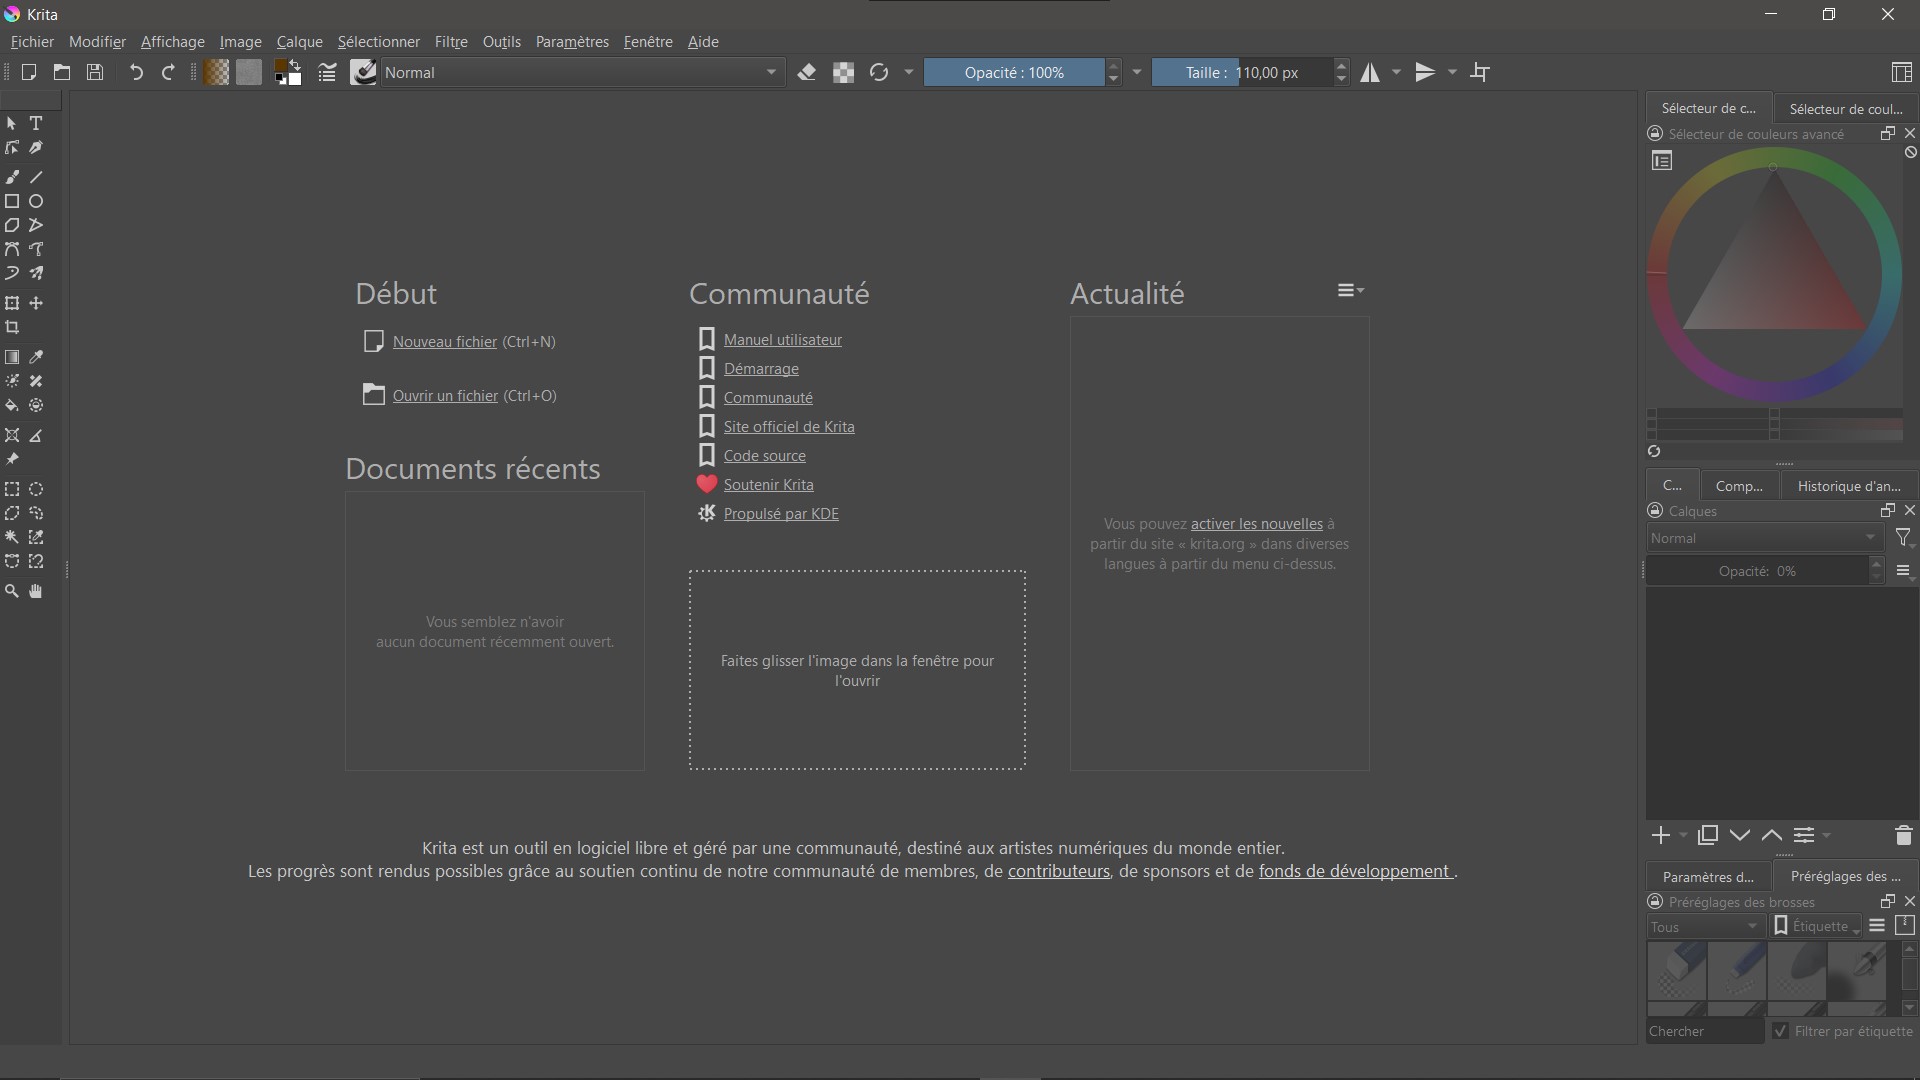 Krita
Fichier Modifier Affichage Image Calque Sélectionner Filtre Outils Paramètres Fenêtre Aide
Normal
Opacité : 100%
Taille : 110,00 px
Sélecteur de c...
Sélecteur de coul...
Sélecteur de couleurs avancé
Début
Nouveau fichier (Ctrl+N)
Ouvrir un fichier (Ctrl+O)
Documents récents
Vous semblez n'avoir
aucun document récemment ouvert.
Communauté
Manuel utilisateur
Démarrage
Communauté
Site officiel de Krita
Code source
Soutenir Krita
Propulsé par KDE
Faites glisser l'image dans la fenêtre pour
l'ouvrir
Actualité
Vous pouvez activer les nouvelles à
partir du site « krita.org » dans diverses
langues à partir du menu ci-dessus.
Krita est un outil en logiciel libre et géré par une communauté, destiné aux artistes numériques du monde entier.
Les progrès sont rendus possibles grâce au soutien continu de notre communauté de membres, de contributeurs, de sponsors et de fonds de développement .
C...
Comp...
Historique d'an...
Calques
Normal
Opacité: 0%
Paramètres d...
Préréglages des ...
Préréglages des brosses
Tous
Étiquette
Chercher
Filtrer par étiquette